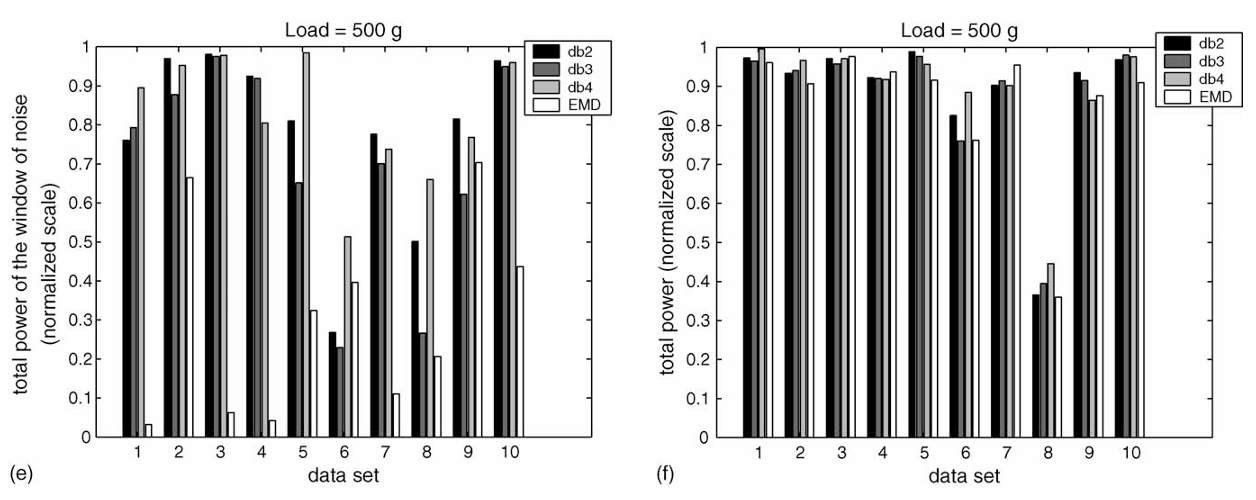 Load = 500 g
total power of the window of noise
(normalized scale)
1
0.9
0.8
0.7
0.6
0.5
0.4
0.3
0.2
0.1
0
db2
db3
db4
EMD
1 2 3 4 5 6 7 8 9 10
data set
(e)
Load = 500 g
total power (normalized scale)
1
0.9
0.8
0.7
0.6
0.5
0.4
0.3
0.2
0.1
0
db2
db3
db4
EMD
1 2 3 4 5 6 7 8 9 10
data set
(f)